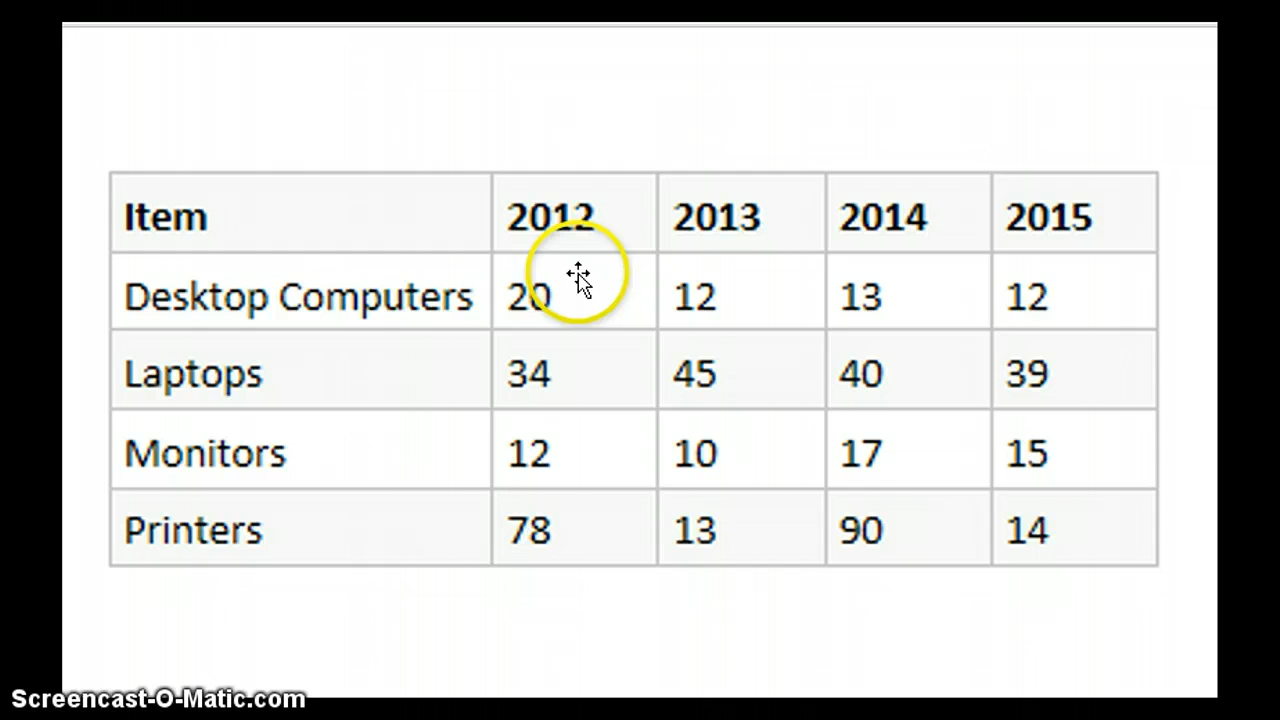 Item 2012 2013 2014 2015
Desktop Computers 20 12 13 12
Laptops 34 45 40 39
Monitors 12 10 17 15
Printers 78 13 90 14
Screencast-O-Matic.com